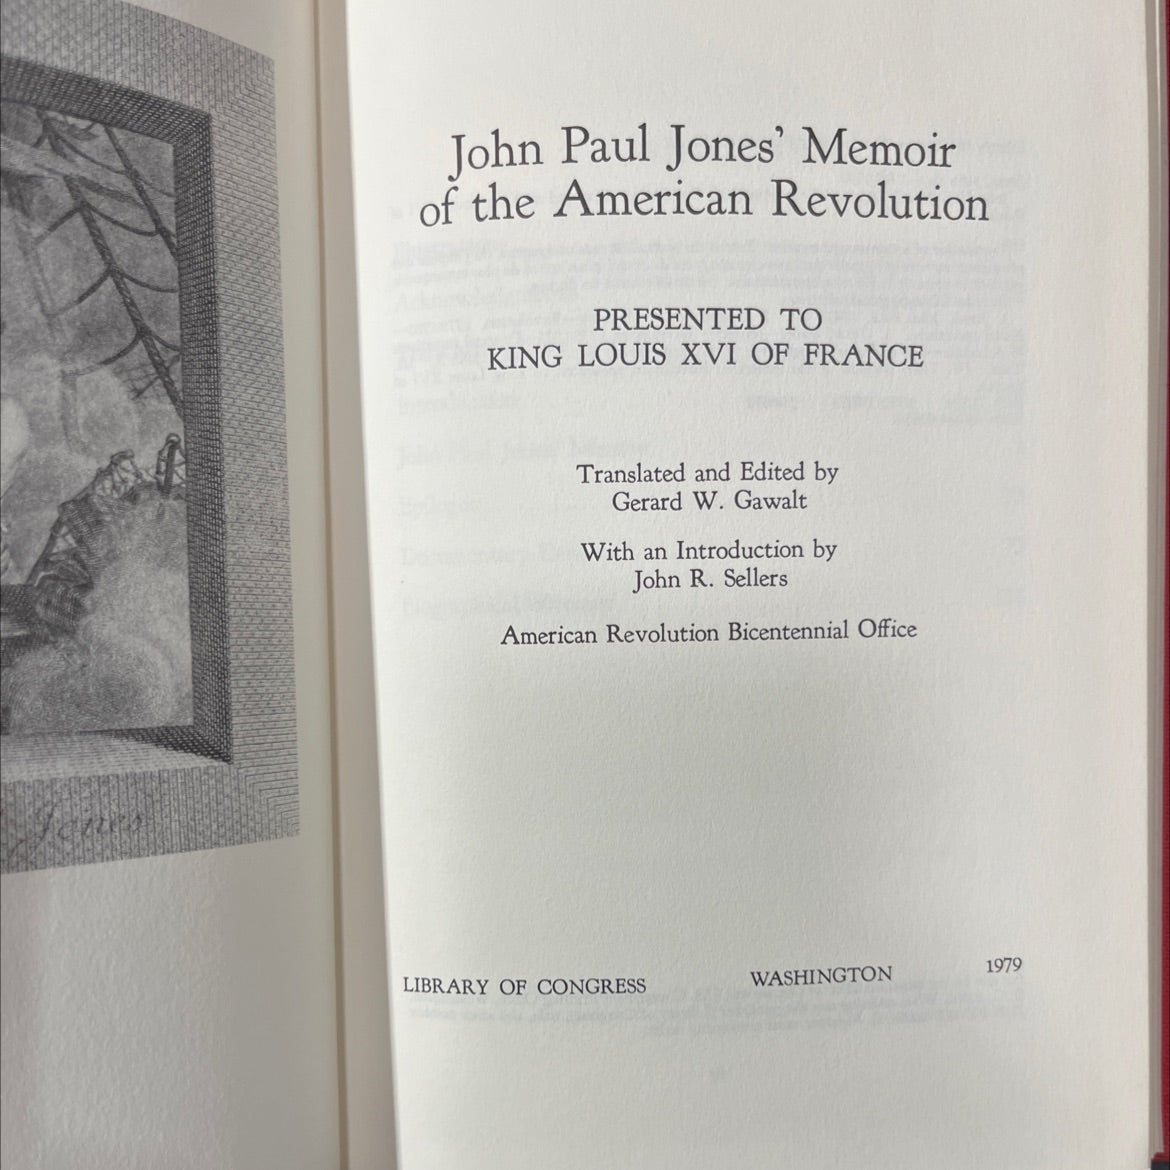 Jones
John Paul Jones’ Memoir
of the American Revolution
PRESENTED TO
KING LOUIS XVI OF FRANCE
Translated and Edited by
Gerard W. Gawalt
With an Introduction by
John R. Sellers
American Revolution Bicentennial Office
LIBRARY OF CONGRESS WASHINGTON 1979